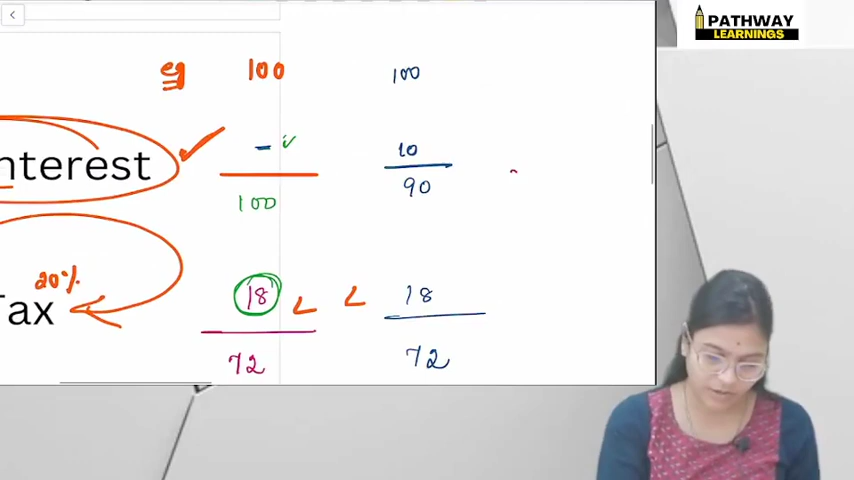 PATHWAY
LEARNINGS
eg 100 100
nterest - ✓ 10
100 90
20%
Tax 18 < < 18
72 72